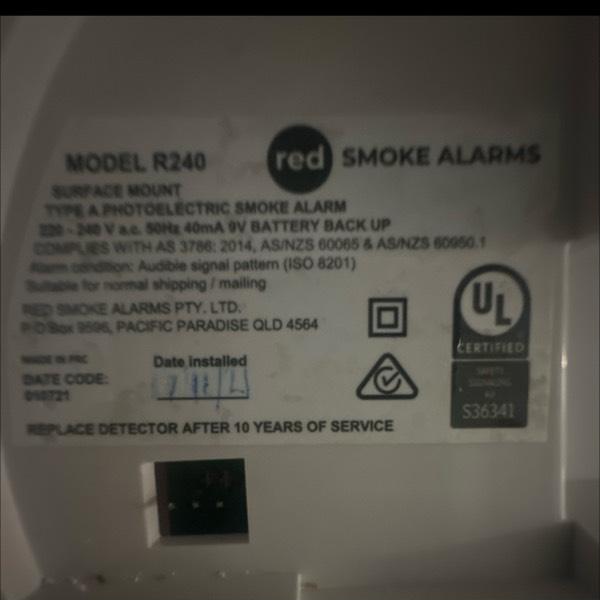 MODEL R240
red SMOKE ALARMS
SURFACE MOUNT
TYPE A PHOTOELECTRIC SMOKE ALARM
220 - 240 V a.c. 50Hz 40mA 9V BATTERY BACK UP
COMPLIES WITH AS 3786: 2014, AS/NZS 60065 & AS/NZS 60950.1
Alarm condition: Audible signal pattern (ISO 8201)
Suitable for normal shipping / mailing
RED SMOKE ALARMS PTY. LTD.
P O Box 9596, PACIFIC PARADISE QLD 4564
UL
CERTIFIED
SAFETY
SIGNALING
AU
S36341
MADE IN PRC
DATE CODE:
010721
Date installed
REPLACE DETECTOR AFTER 10 YEARS OF SERVICE